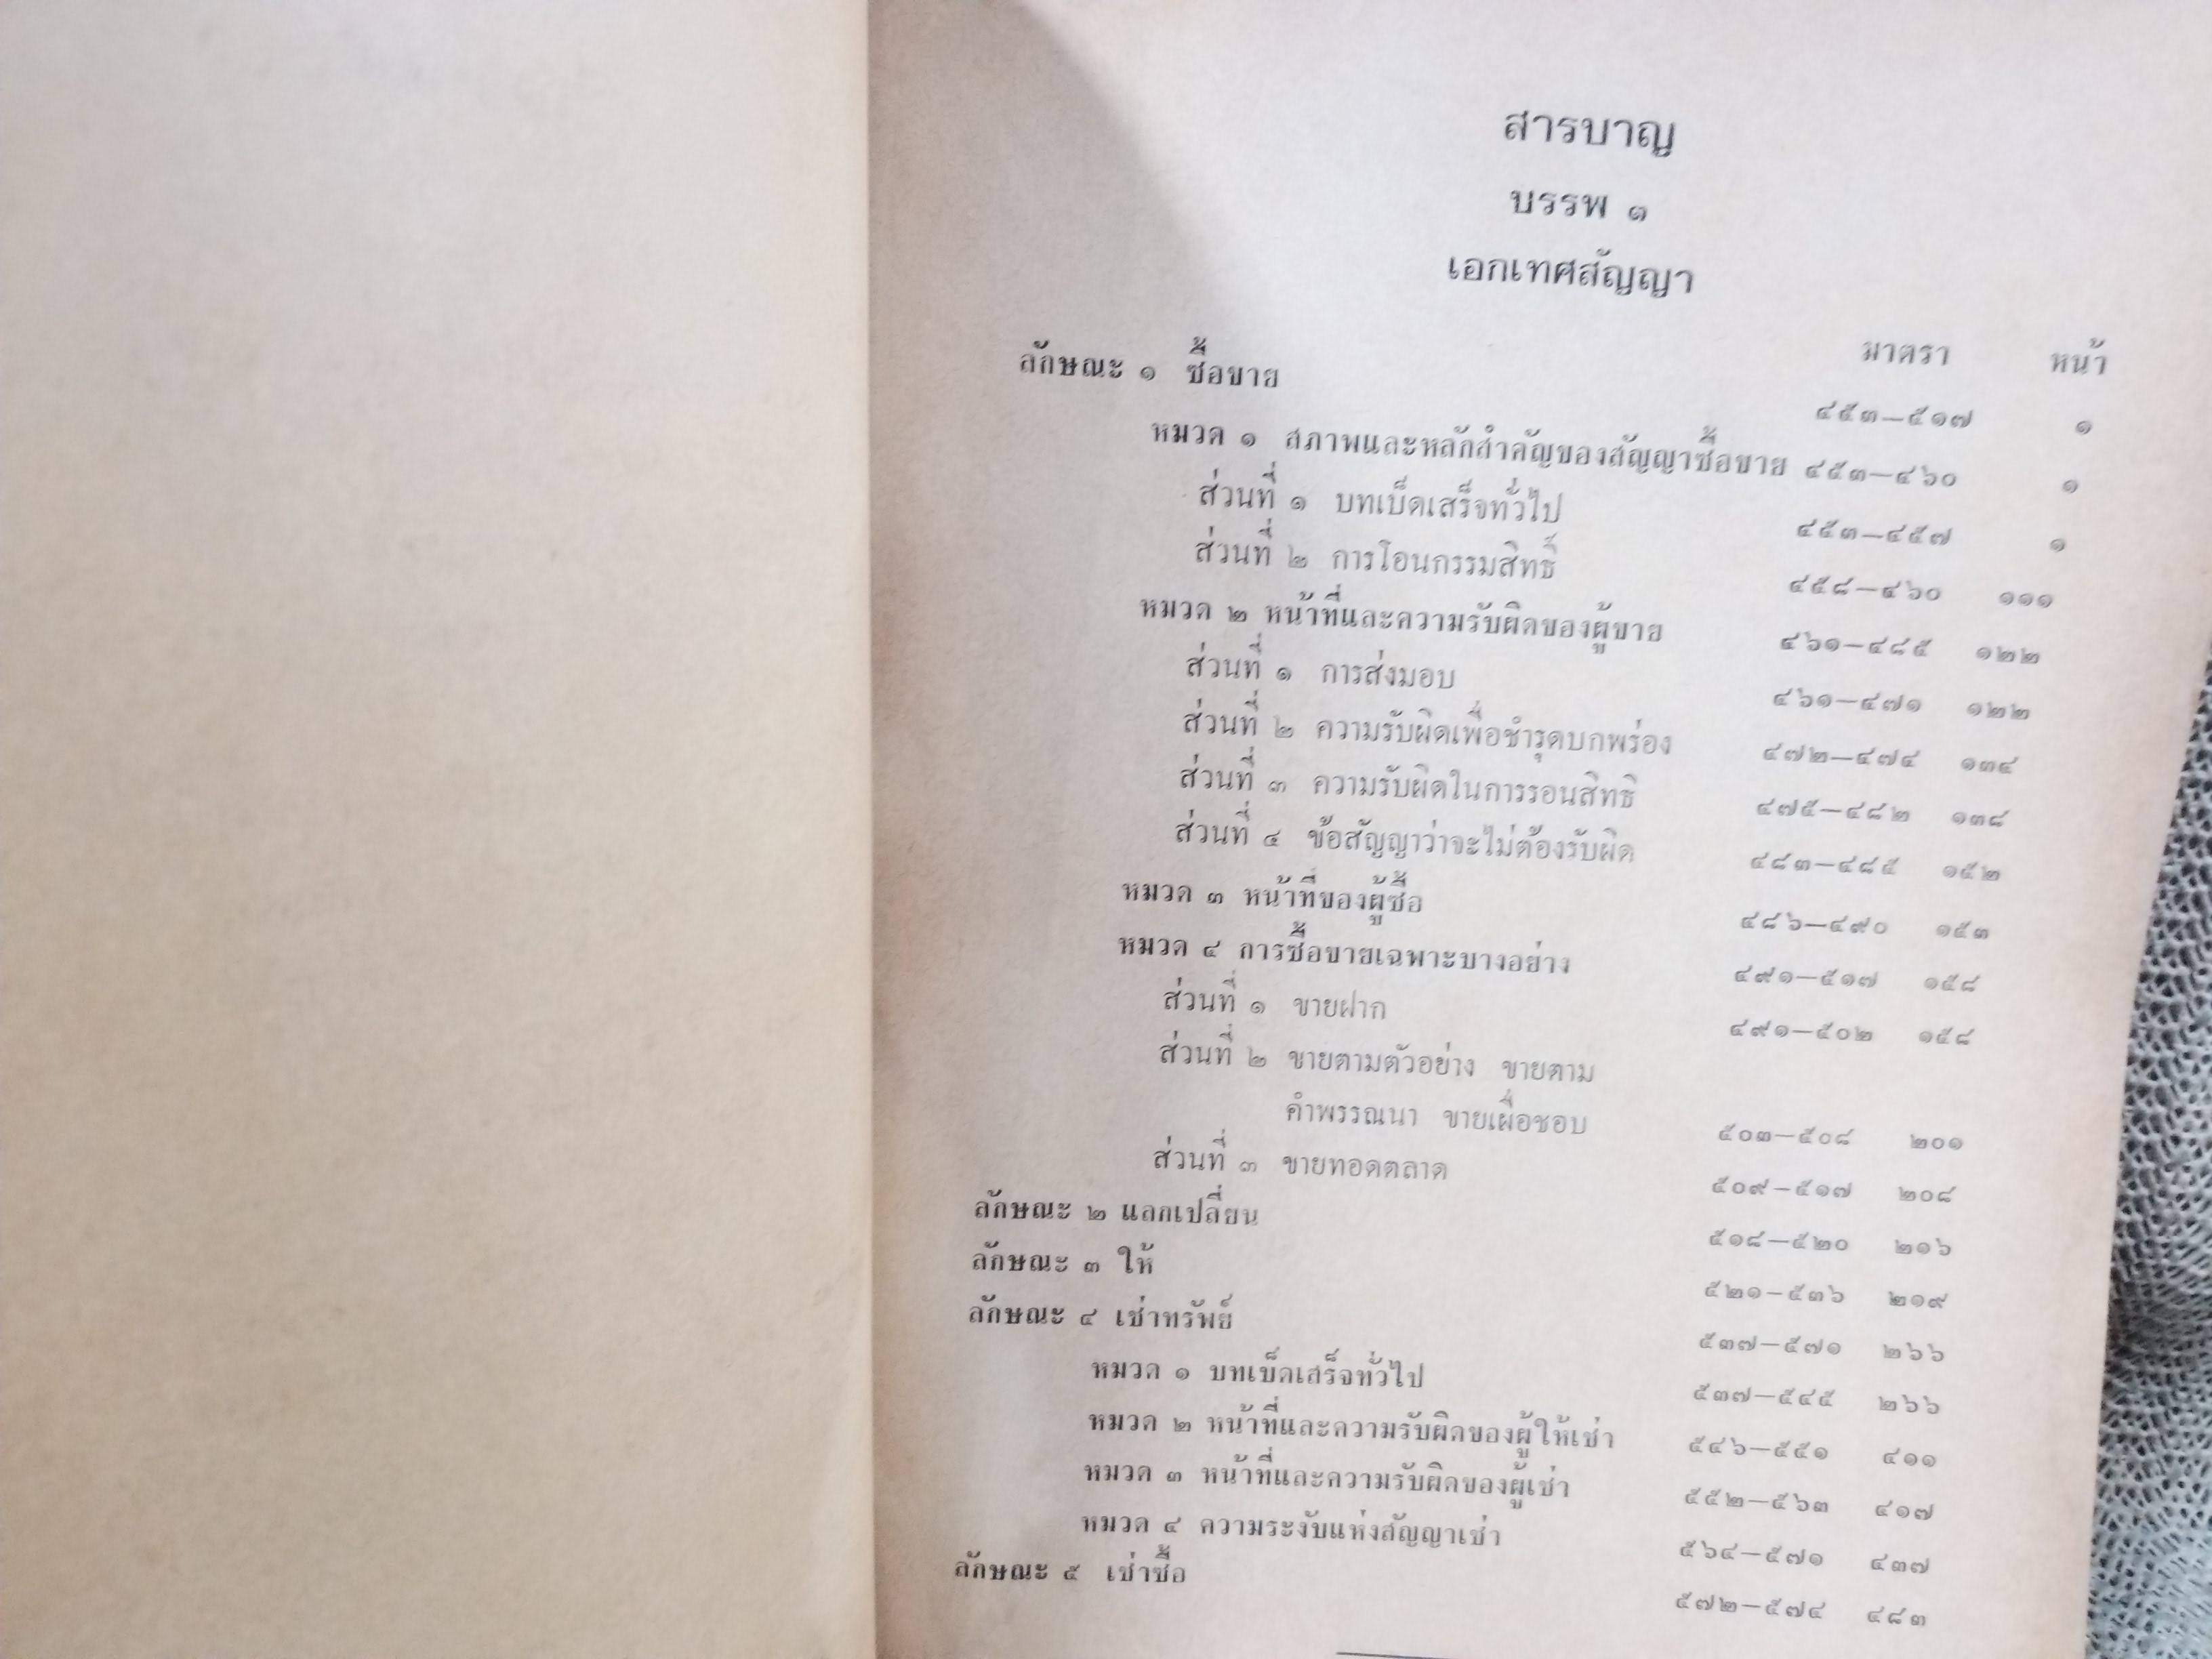 สารบาญ
บรรพ ๑
เอกเทศสัญญา
มาตรา หน้า
ลักษณะ ๑ ซื้อขาย ๔๕๓—๕๑๗ ๑
หมวด ๑ สภาพและหลักสำคัญของสัญญาซื้อขาย ๔๕๓—๔๖๐ ๑
ส่วนที่ ๑ บทเบ็ดเสร็จทั่วไป ๔๕๓—๔๕๗ ๑
ส่วนที่ ๒ การโอนกรรมสิทธิ์ ๔๕๘—๔๖๐ ๑๑๑
หมวด ๒ หน้าที่และความรับผิดของผู้ขาย ๔๖๑—๔๘๕ ๑๒๒
ส่วนที่ ๑ การส่งมอบ ๔๖๑—๔๗๑ ๑๒๒
ส่วนที่ ๒ ความรับผิดเพื่อชำรุดบกพร่อง ๔๗๒—๔๗๔ ๑๓๔
ส่วนที่ ๓ ความรับผิดในการรอนสิทธิ ๔๗๕—๔๘๒ ๑๓๘
ส่วนที่ ๔ ข้อสัญญาว่าจะไม่ต้องรับผิด ๔๘๓—๔๘๕ ๑๕๒
หมวด ๓ หน้าที่ของผู้ซื้อ ๔๘๖—๔๙๐ ๑๕๓
หมวด ๔ การซื้อขายเฉพาะบางอย่าง ๔๙๑—๕๑๗ ๑๕๘
ส่วนที่ ๑ ขายฝาก ๔๙๑—๕๐๒ ๑๕๘
ส่วนที่ ๒ ขายตามตัวอย่าง ขายตาม
คำพรรณนา ขายเผื่อชอบ ๕๐๓—๕๐๘ ๒๐๑
ส่วนที่ ๓ ขายทอดตลาด ๕๐๙—๕๑๗ ๒๐๘
ลักษณะ ๒ แลกเปลี่ยน ๕๑๘—๕๒๐ ๒๑๖
ลักษณะ ๓ ให้ ๕๒๑—๕๓๖ ๒๑๙
ลักษณะ ๔ เช่าทรัพย์ ๕๓๗—๕๗๑ ๒๖๖
หมวด ๑ บทเบ็ดเสร็จทั่วไป ๕๓๗—๕๔๕ ๒๖๖
หมวด ๒ หน้าที่และความรับผิดของผู้ให้เช่า ๕๔๖—๕๕๑ ๔๑๑
หมวด ๓ หน้าที่และความรับผิดของผู้เช่า ๕๕๒—๕๖๓ ๔๑๗
หมวด ๔ ความระงับแห่งสัญญาเช่า ๕๖๔—๕๗๑ ๔๓๗
ลักษณะ ๕ เช่าซื้อ ๕๗๒—๕๗๔ ๔๘๓